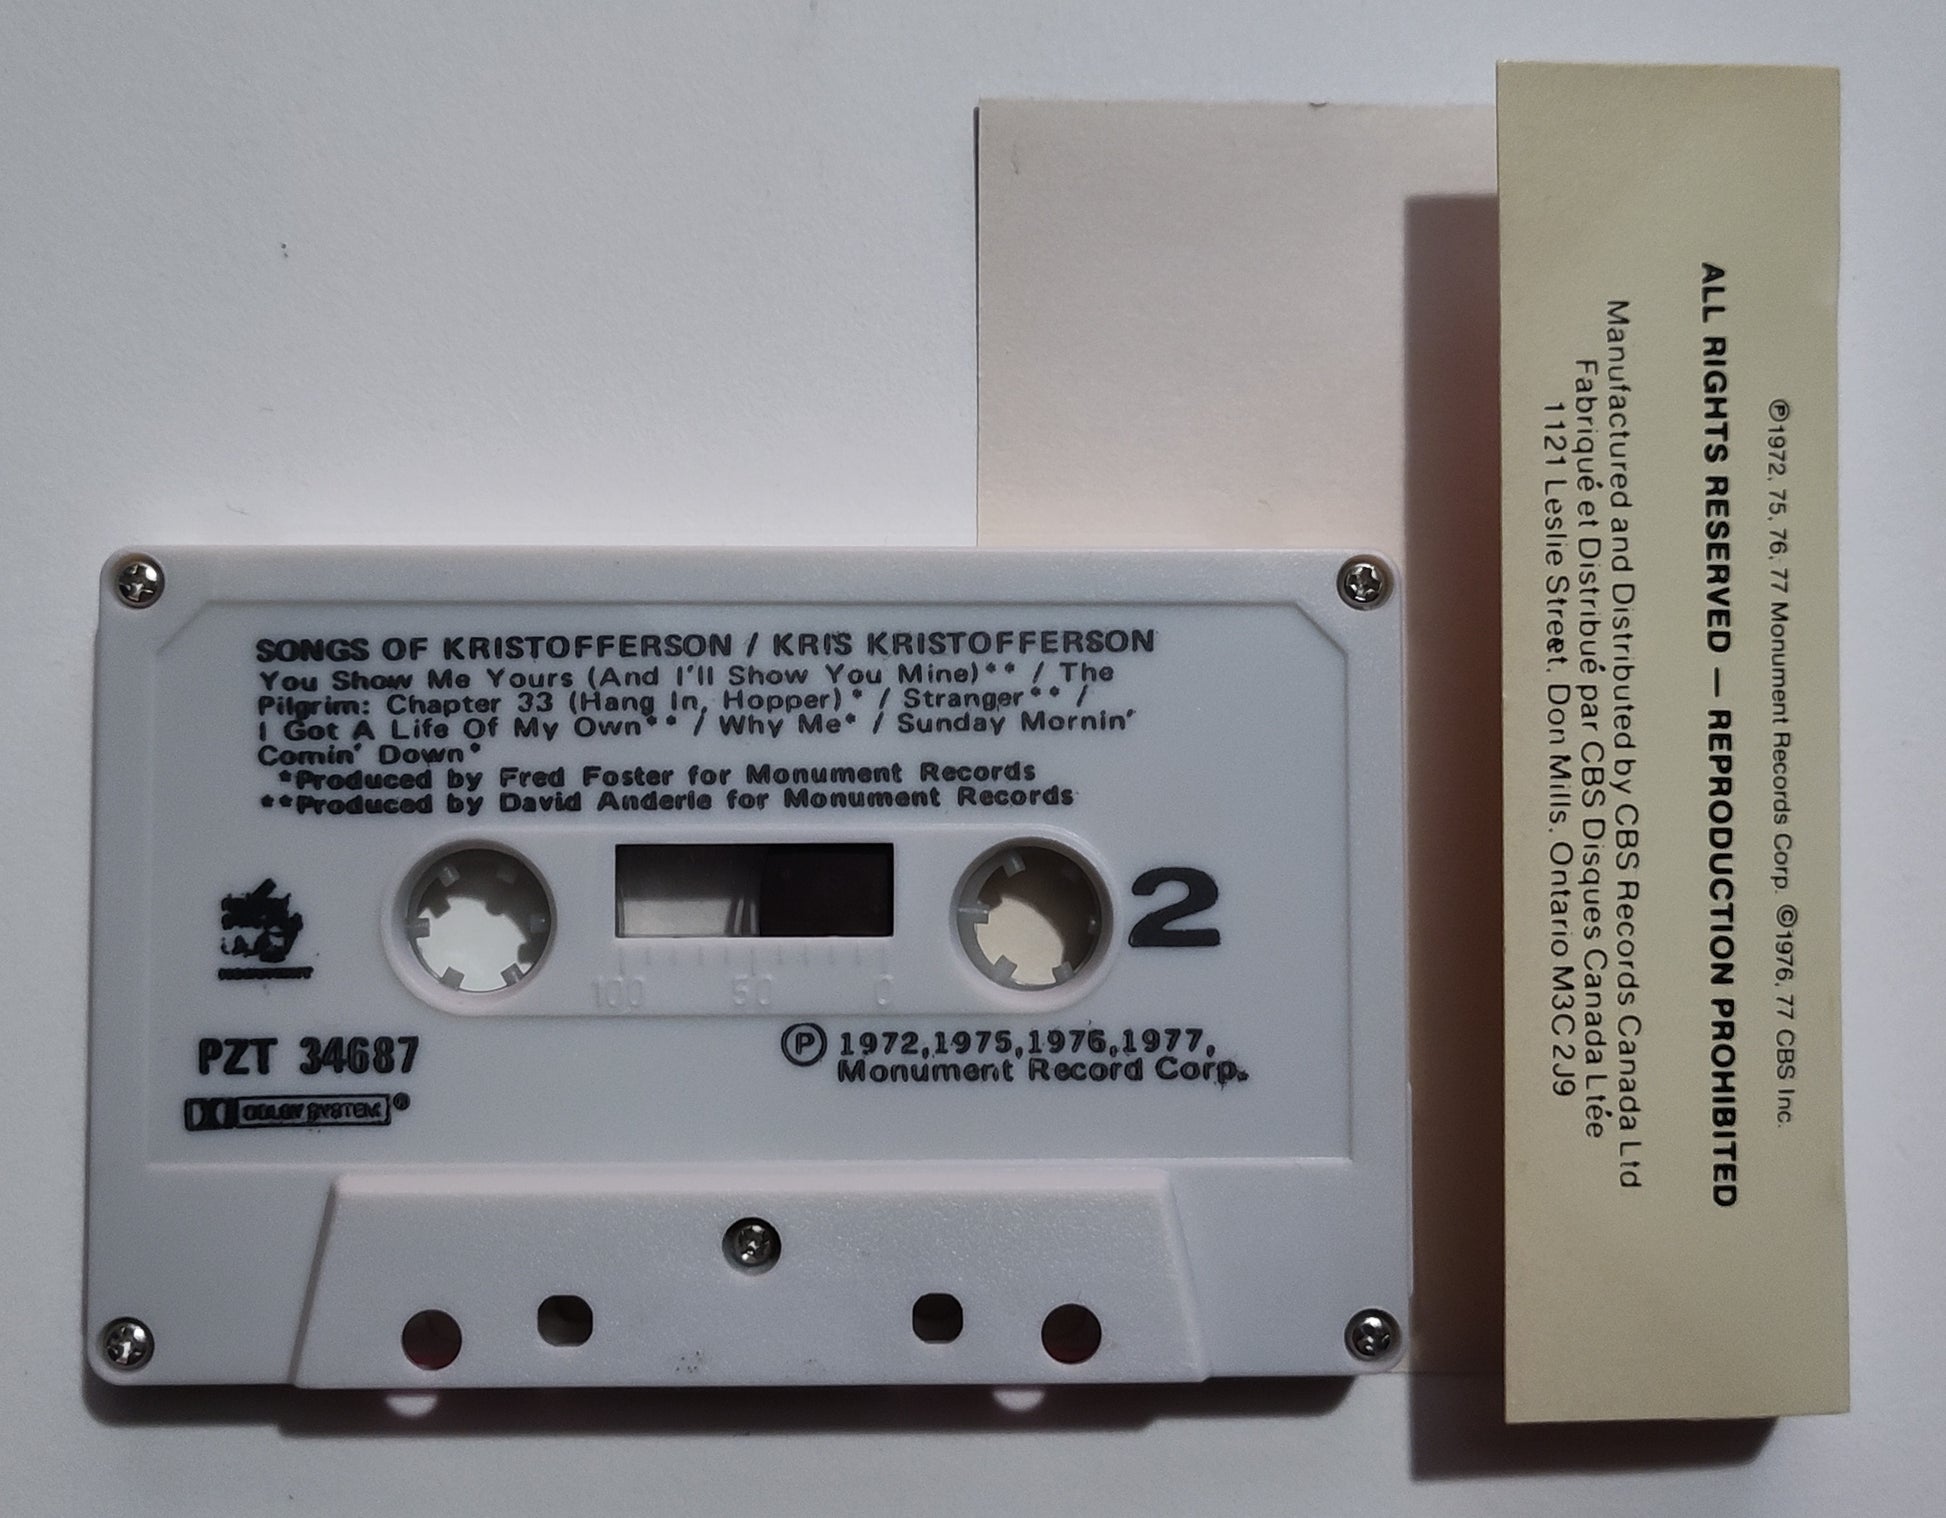 SONGS OF KRISTOFFERSON / KRIS KRISTOFFERSON
You Show Me Yours (And I'll Show You Mine)** / The
Pilgrim: Chapter 33 (Hang In, Hopper)* / Stranger** /
I Got A Life Of My Own** / Why Me* / Sunday Mornin'
Comin' Down*
*Produced by Fred Foster for Monument Records
**Produced by David Anderle for Monument Records
2
MONUMENT
100 50 0
PZT 34687
DOLBY SYSTEM®
Ⓟ 1972,1975,1976,1977,
Monument Record Corp.
Ⓟ1972, 75, 76, 77 Monument Records Corp. ©1976, 77 CBS Inc.
ALL RIGHTS RESERVED — REPRODUCTION PROHIBITED
Manufactured and Distributed by CBS Records Canada Ltd
Fabriqué et Distribué par CBS Disques Canada Ltée
1121 Leslie Street. Don Mills. Ontario M3C 2J9